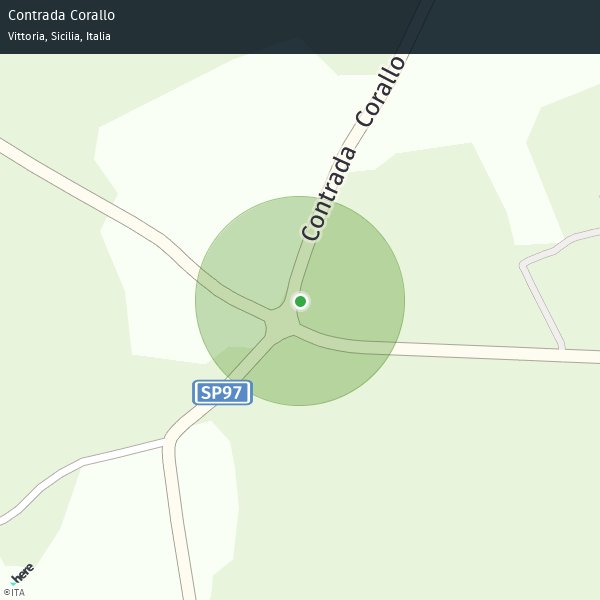 Contrada Corallo
Vittoria, Sicilia, Italia
Contrada Corallo
SP97
here
©ITA